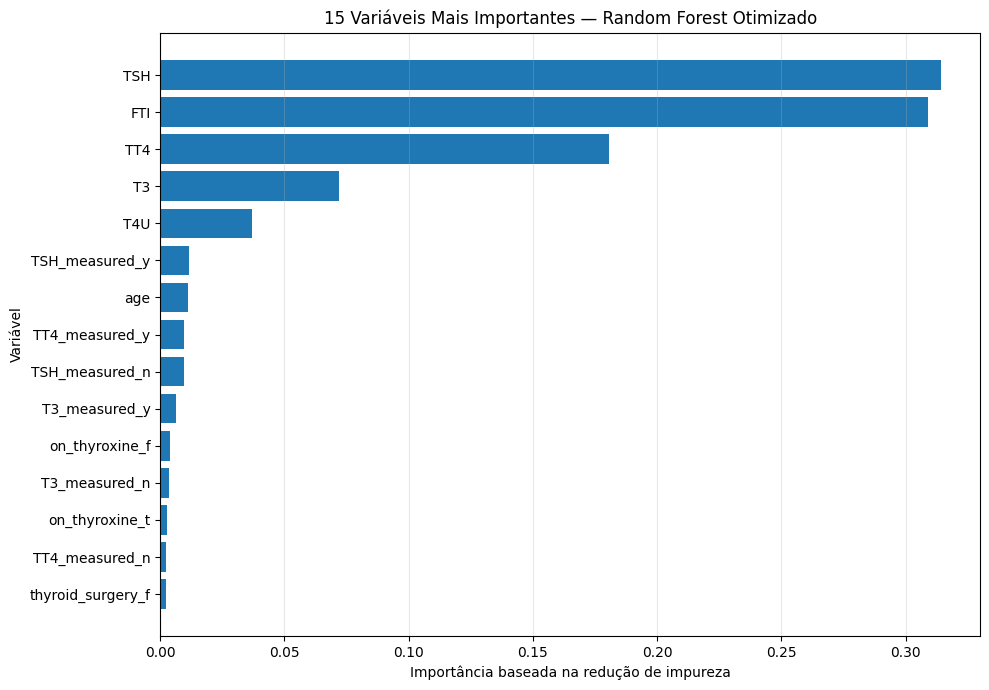 15 Variáveis Mais Importantes — Random Forest Otimizado
Variável
TSH
FTI
TT4
T3
T4U
TSH_measured_y
age
TT4_measured_y
TSH_measured_n
T3_measured_y
on_thyroxine_f
T3_measured_n
on_thyroxine_t
TT4_measured_n
thyroid_surgery_f
0.00 0.05 0.10 0.15 0.20 0.25 0.30
Importância baseada na redução de impureza